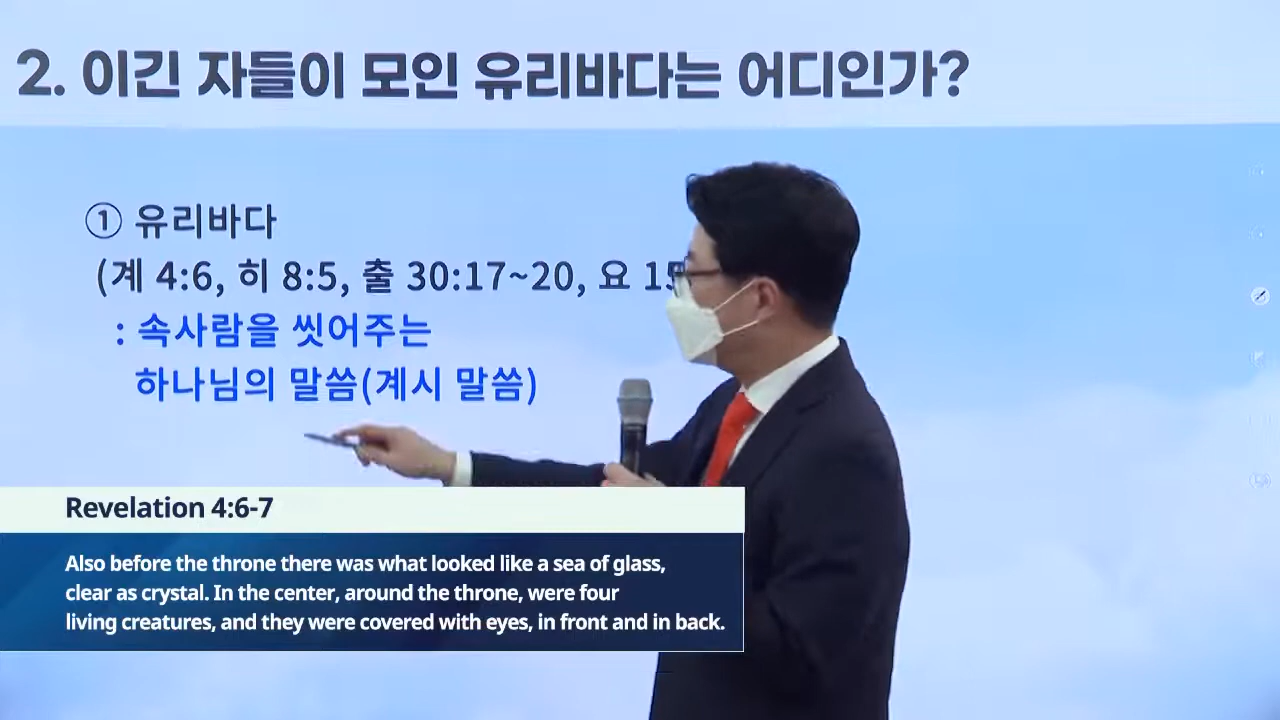 2. 이긴 자들이 모인 유리바다는 어디인가?
① 유리바다
(계 4:6, 히 8:5, 출 30:17~20, 요
: 속사람을 씻어주는
하나님의 말씀(계시 말씀)
Revelation 4:6-7
Also before the throne there was what looked like a sea of glass,
clear as crystal. In the center, around the throne, were four
living creatures, and they were covered with eyes, in front and in back.